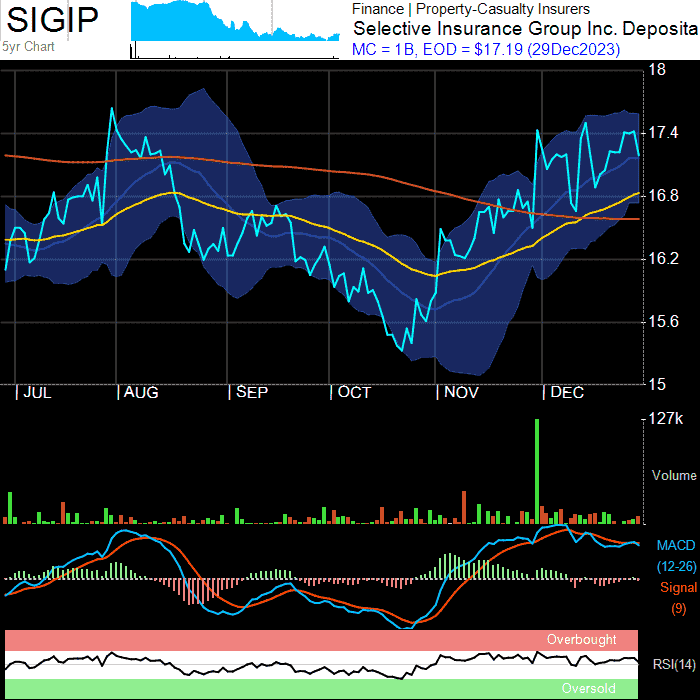 SIGIP
5yr Chart
Finance | Property-Casualty Insurers
Selective Insurance Group Inc. Deposita
MC = 1B, EOD = $17.19 (29Dec2023)
18
17.4
16.8
16.2
15.6
15
JUL AUG SEP OCT NOV DEC
127k
Volume
MACD
(12-26)
Signal
(9)
Overbought
RSI(14)
Oversold